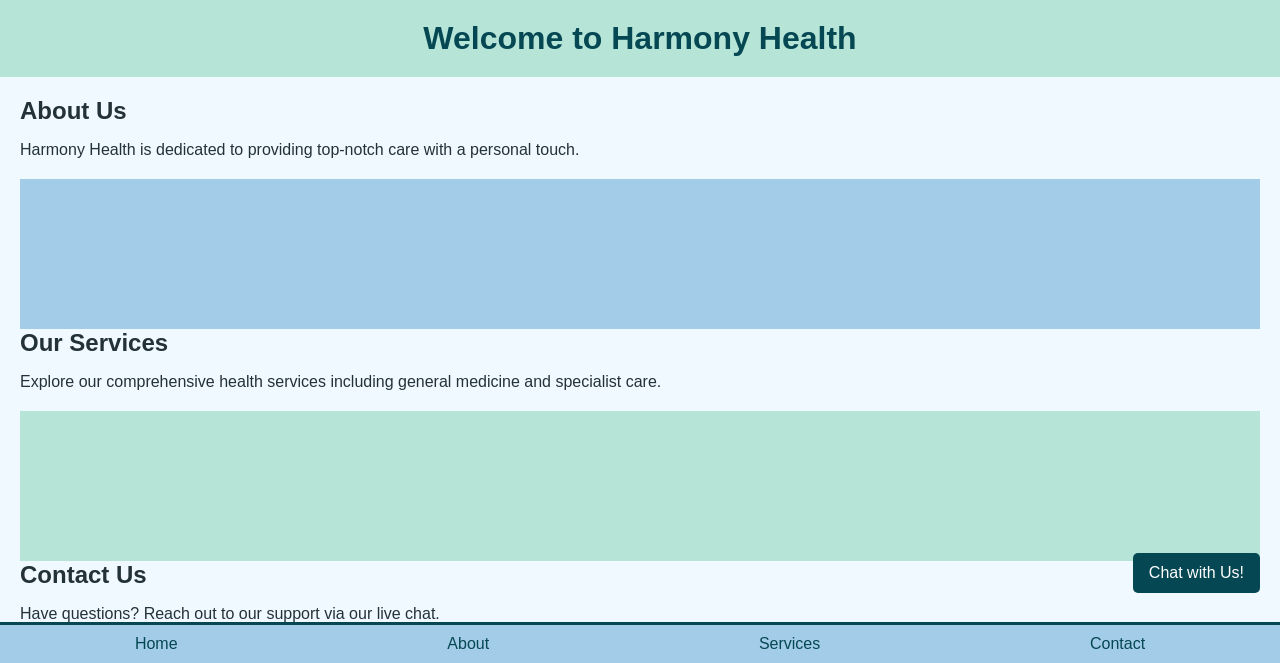 Welcome to Harmony Health
About Us
Harmony Health is dedicated to providing top-notch care with a personal touch.
Our Services
Explore our comprehensive health services including general medicine and specialist care.
Contact Us
Chat with Us!
Have questions? Reach out to our support via our live chat.
Home About Services Contact